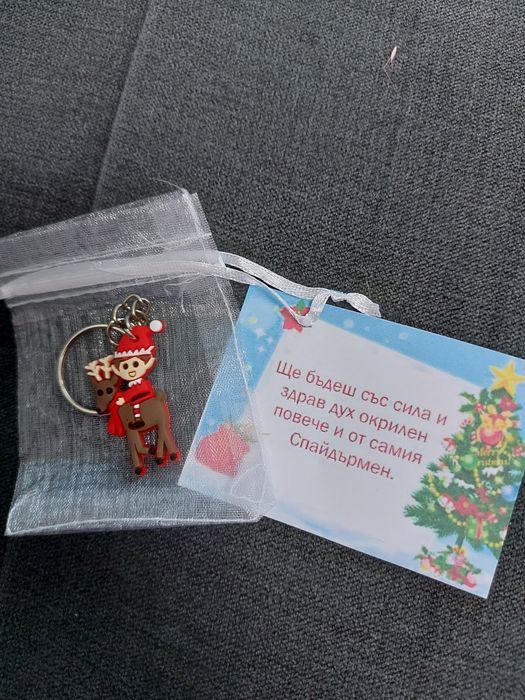 Ще бъдеш със сила и
здрав дух окрилен
повече и от самия
Спайдърмен.